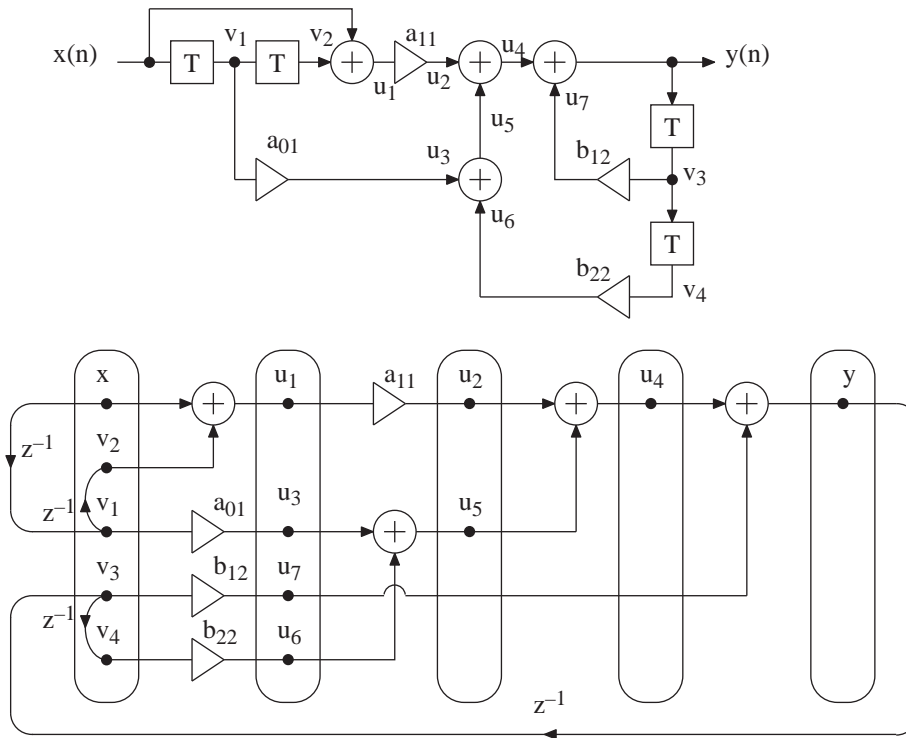 v₁ v₂ a₁₁ u₄
x(n) T T + + + y(n)
u₁ u₂ u₇
T
u₅
a₀₁ u₃ b₁₂
+ v₃
u₆
T
b₂₂
v₄
x u₁ a₁₁ u₂ u₄ y
+ + +
z⁻¹ v₂
z⁻¹ v₁ a₀₁ u₃ u₅
+
v₃ b₁₂ u₇
z⁻¹ v₄ b₂₂ u₆
z⁻¹